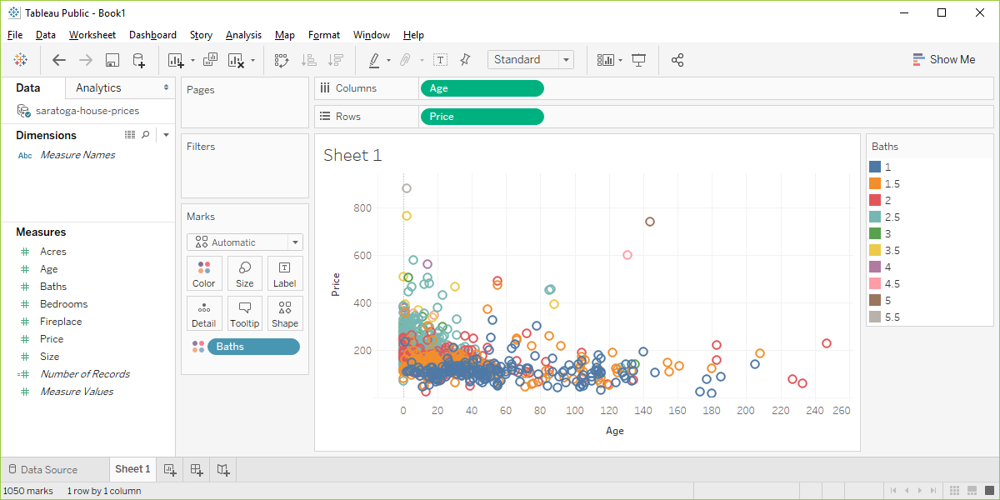 Tableau Public - Book1
File Data Worksheet Dashboard Story Analysis Map Format Window Help
Standard
Show Me
Data Analytics
saratoga-house-prices
Dimensions
Abc Measure Names
Measures
Acres
Age
Baths
Bedrooms
Fireplace
Price
Size
Number of Records
Measure Values
Pages
Filters
Marks
Automatic
Color Size Label
Detail Tooltip Shape
Baths
Columns Age
Rows Price
Sheet 1
800
600
400
200
Price
0 20 40 60 80 100 120 140 160 180 200 220 240 260
Age
Baths
1
1.5
2
2.5
3
3.5
4
4.5
5
5.5
Data Source Sheet 1
1050 marks 1 row by 1 column